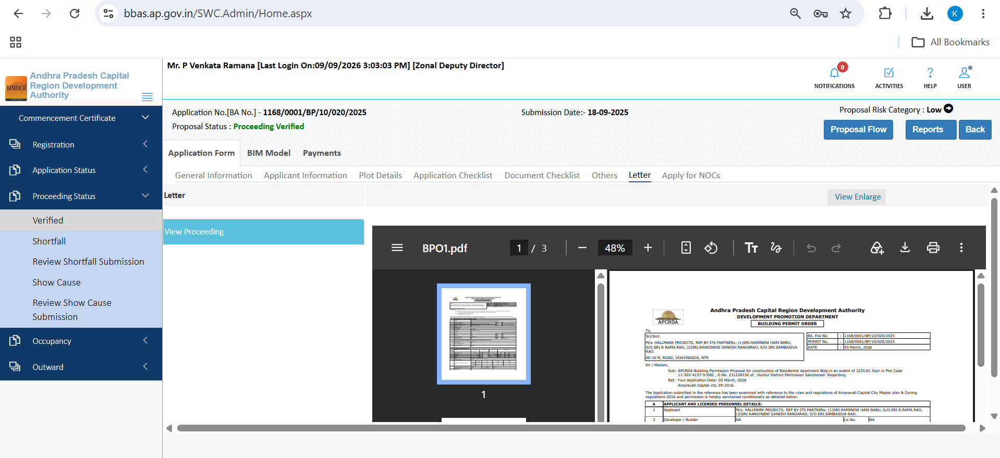 bbas.ap.gov.in/SWC.Admin/Home.aspx
K
All Bookmarks
BIMDCR
Andhra Pradesh Capital
Region Development
Authority
Mr. P Venkata Ramana [Last Login On:09/09/2026 3:03:03 PM] [Zonal Deputy Director]
0
NOTIFICATIONS
ACTIVITIES
HELP
USER
Commencement Certificate
Registration
Application Status
Proceeding Status
Verified
Shortfall
Review Shortfall Submission
Show Cause
Review Show Cause
Submission
Occupancy
Outward
Application No.[BA No.] - 1168/0001/BP/10/020/2025
Submission Date:- 18-09-2025
Proposal Risk Category : Low
Proposal Status : Proceeding Verified
Proposal Flow
Reports
Back
Application Form
BIM Model
Payments
General Information
Applicant Information
Plot Details
Application Checklist
Document Checklist
Others
Letter
Apply for NOCs
Letter
View Enlarge
View Proceeding
BPO1.pdf
1 / 3
48%
1
APCRDA
Andhra Pradesh Capital Region Development Authority
DEVELOPMENT PROMOTION DEPARTMENT
BUILDING PERMIT ORDER
To,
Sri/Smt.
M/s. HALLMARK PROJECTS, REP BY ITS PARTNERs: (1)SRI.RAMINENI HARI BABU,
S/O.SRI.R RAMA RAO, (2)SRI.RANGINENI GANESH RANGARAO, S/O.SRI.SAMBASIVA
RAO.
60-16-8, ROAD, VIJAYAWADA, NTR
BA. File No. : 1168/0001/BP/10/020/2025
PERMIT No. : 1168/0001/BP/10/020/2025
DATE : 05 March, 2026
Sir / Madam,
Sub: APCRDA-Building Permission-Proposal for construction of Residential Apartment Bldg in an extent of 3235.81 Sqm in Plot Code
11-502-4137-9-D82 , D.No. 231229230 of , Guntur District-Permission Sanctioned- Regarding.
Ref: Your Application Date: 05 March, 2026
Amaravati Capital city ZR-2016.
The Application submitted in the reference has been examined with reference to the rules and regulations of Amaravati Capital City Master plan & Zoning
regulations-2016 and permission is hereby sanctioned conditionally as detailed below:
A APPLICANT AND LICENSED PERSONNEL DETAILS:
1 Applicant M/s. HALLMARK PROJECTS, REP BY ITS PARTNERs: (1)SRI.RAMINENI HARI BABU, S/O.SRI.R RAMA RAO,
(2)SRI.RANGINENI GANESH RANGARAO, S/O.SRI.SAMBASIVA RAO.
2 Developer / Builder NA Lic.No. NA